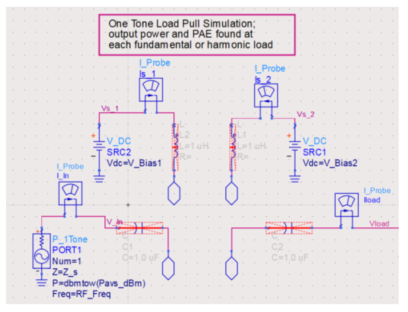 One Tone Load Pull Simulation;
output power and PAE found at
each fundamental or harmonic load
I_Probe
Is_1
I_Probe
Is_2
Vs_1
Vs_2
V_DC
SRC2
Vdc=V_Bias1
L
L2
L=1 uH
R=
L
L1
L=1 uH
R=
V_DC
SRC1
Vdc=V_Bias2
I_Probe
I_In
I_Probe
Iload
V_In
Vload
P_1Tone
PORT1
Num=1
Z=Z_s
P=dbmtow(Pavs_dBm)
Freq=RF_Freq
C
C1
C=1.0 uF
C
C2
C=1.0 uF